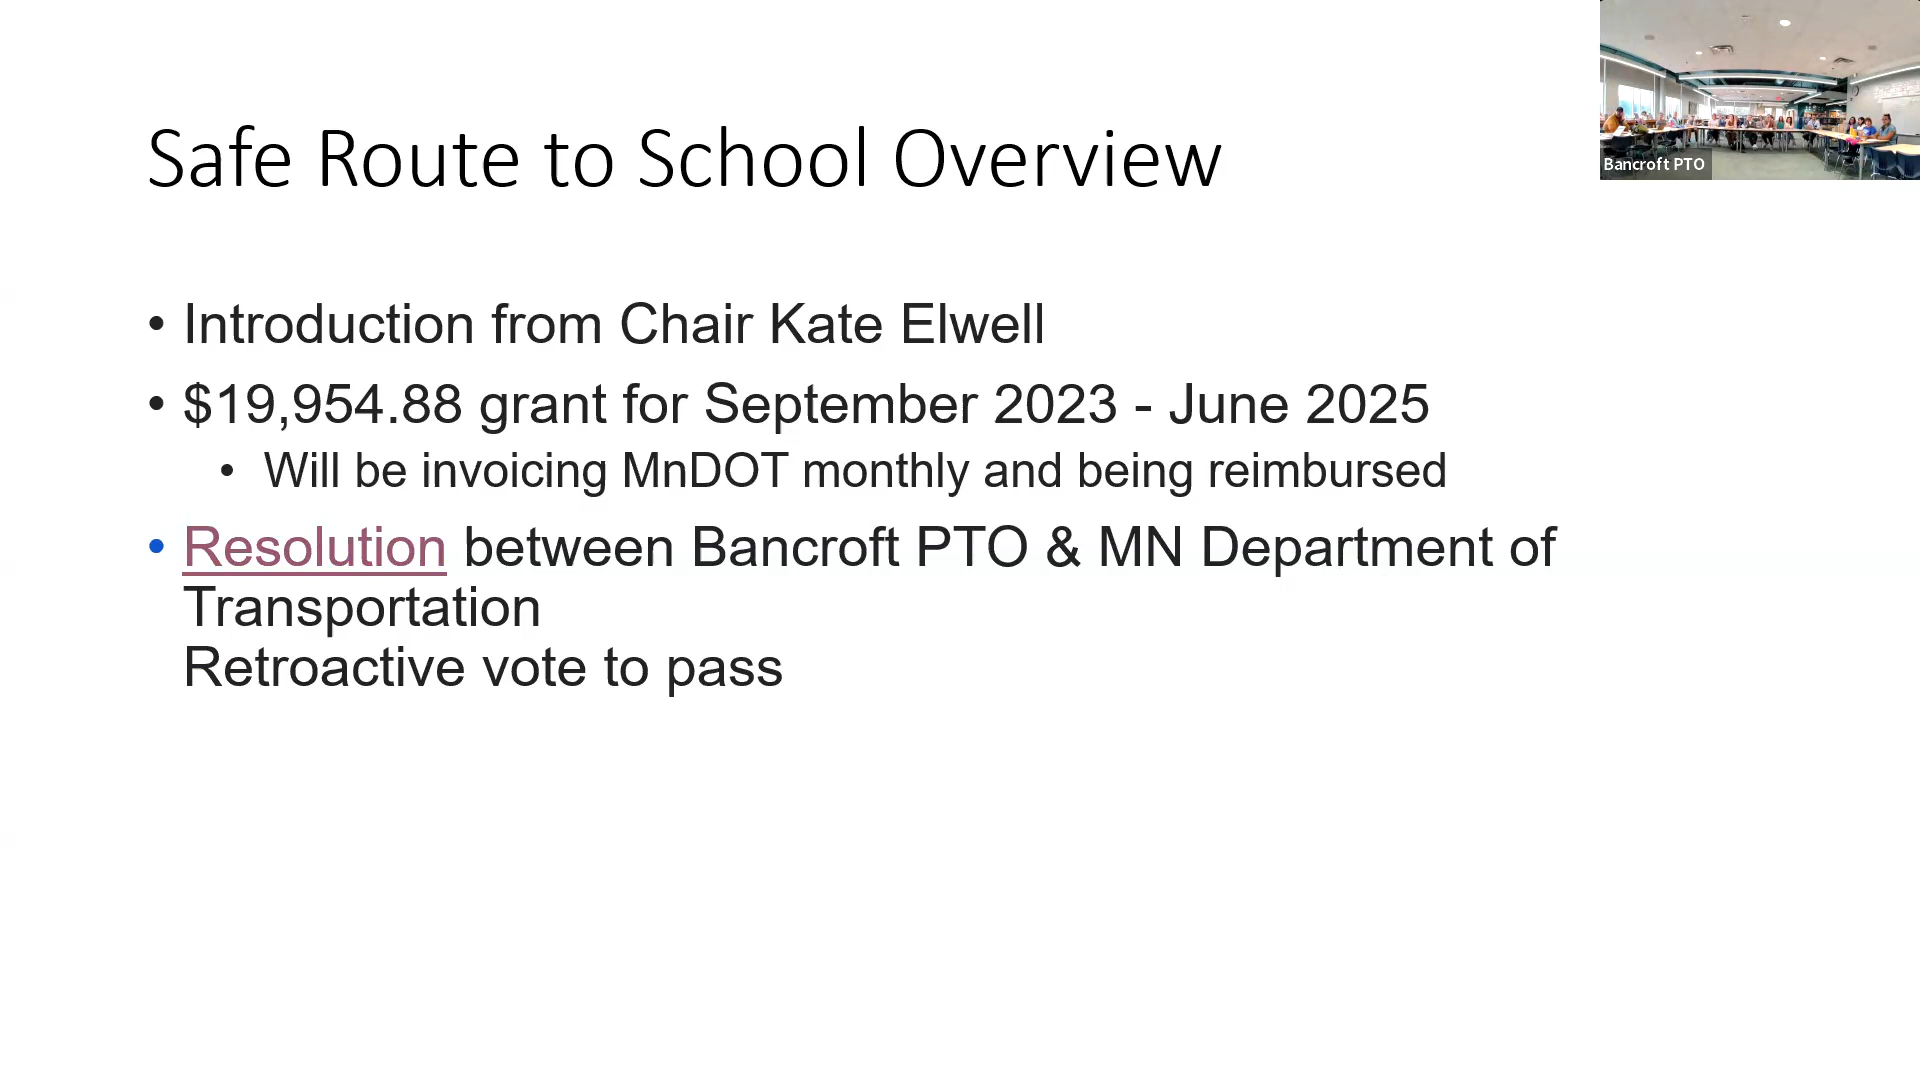 Safe Route to School Overview
Bancroft PTO
• Introduction from Chair Kate Elwell
• $19,954.88 grant for September 2023 - June 2025
• Will be invoicing MnDOT monthly and being reimbursed
• Resolution between Bancroft PTO & MN Department of
Transportation
Retroactive vote to pass